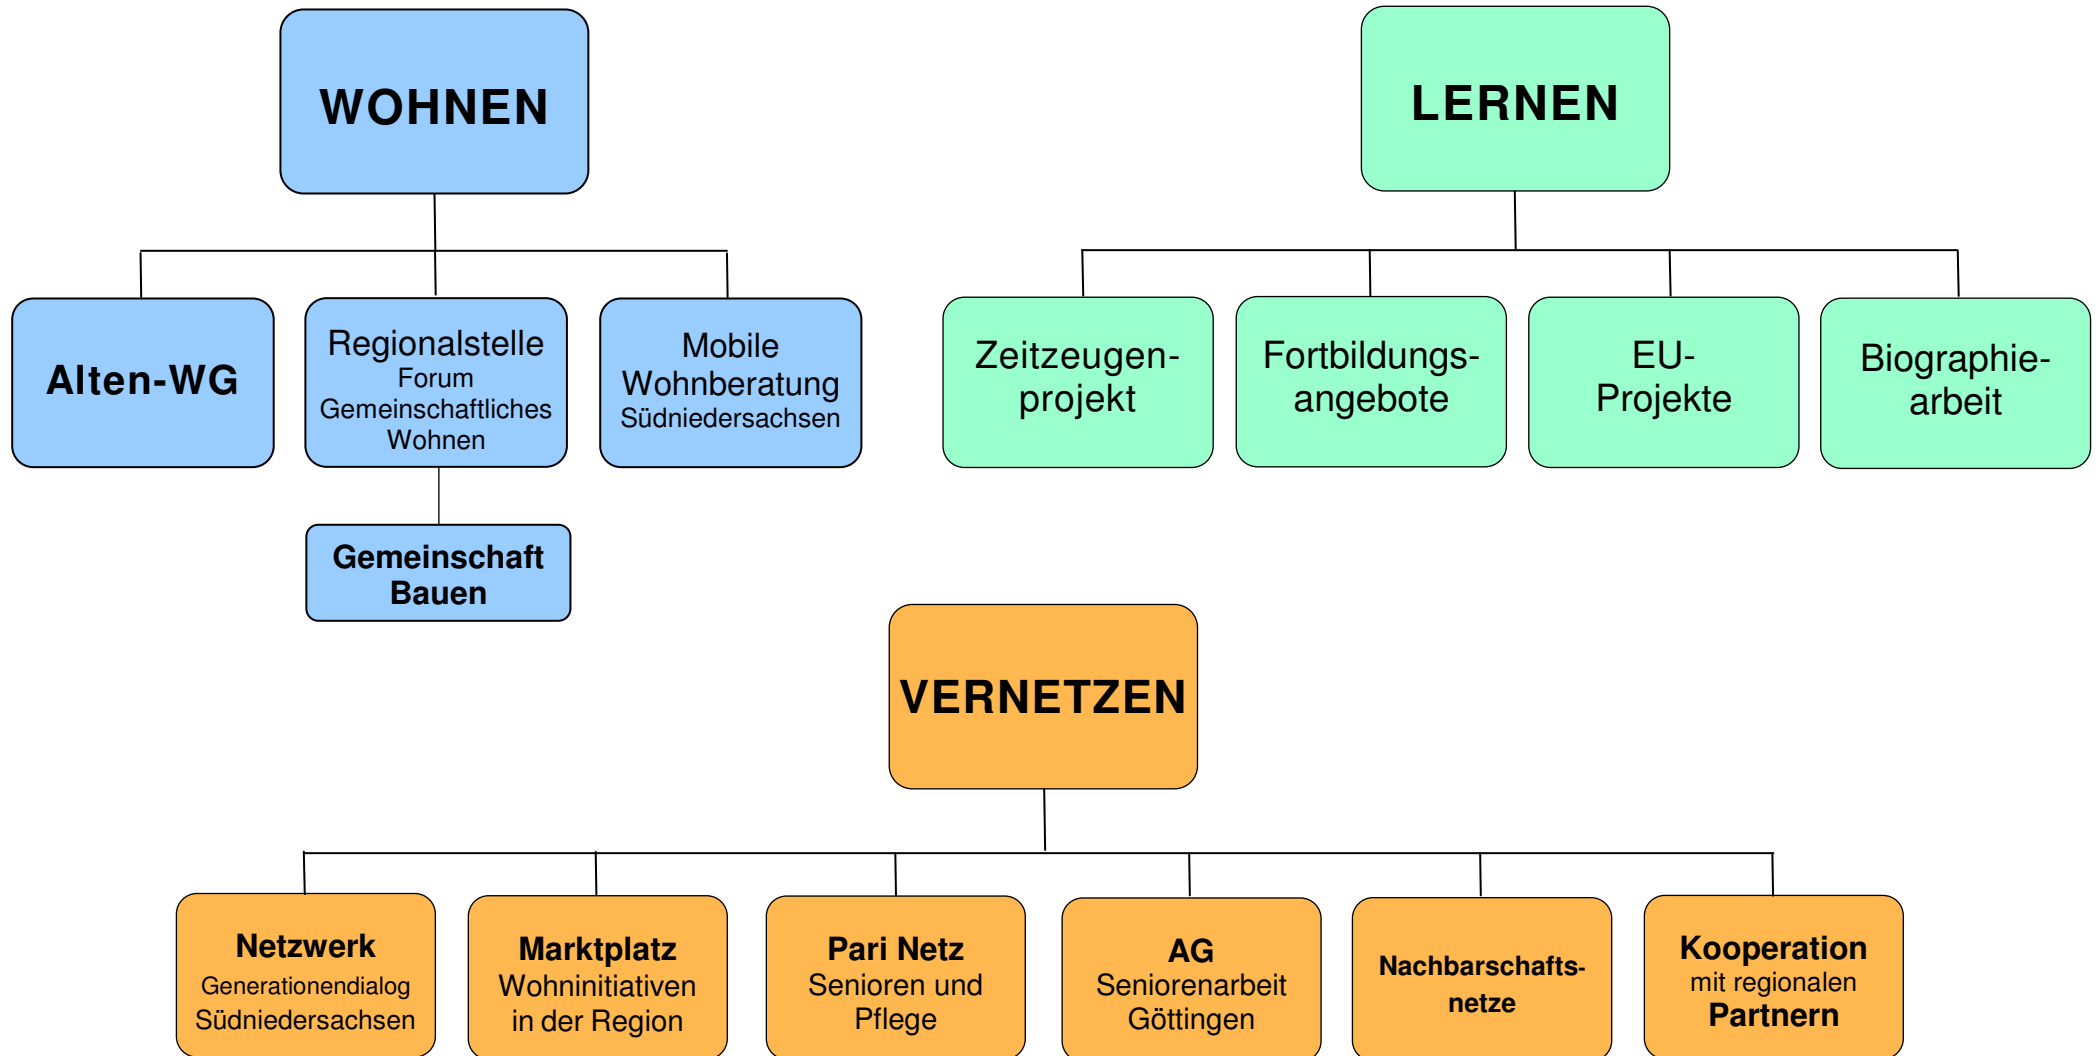 WOHNEN
Alten-WG
Regionalstelle
Forum
Gemeinschaftliches
Wohnen
Mobile
Wohnberatung
Südniedersachsen
Gemeinschaft
Bauen
LERNEN
Zeitzeugen-
projekt
Fortbildungs-
angebote
EU-
Projekte
Biographie-
arbeit
VERNETZEN
Netzwerk
Generationendialog
Südniedersachsen
Marktplatz
Wohninitiativen
in der Region
Pari Netz
Senioren und
Pflege
AG
Seniorenarbeit
Göttingen
Nachbarschafts-
netze
Kooperation
mit regionalen
Partnern